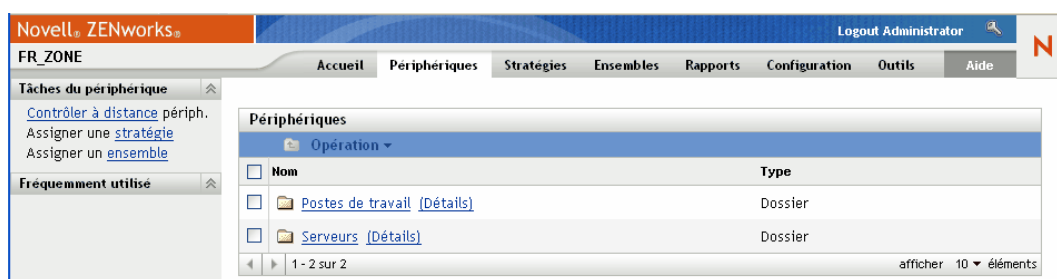 Novell® ZENworks®
Logout Administrator
N
FR_ZONE
Accueil Périphériques Stratégies Ensembles Rapports Configuration Outils Aide
Tâches du périphérique
Contrôler à distance périph.
Assigner une stratégie
Assigner un ensemble
Fréquemment utilisé
Périphériques
Opération
Nom Type
Postes de travail (Détails) Dossier
Serveurs (Détails) Dossier
1 - 2 sur 2 afficher 10 éléments